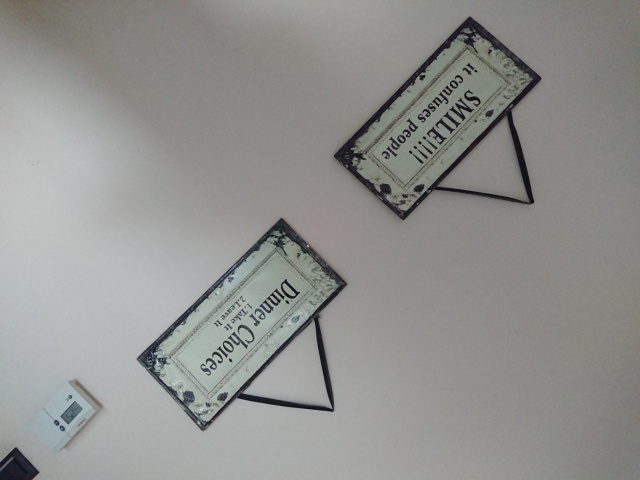 SMILE!!!!
it confuses people
Dinner Choices
1. Take It
2. Leave It